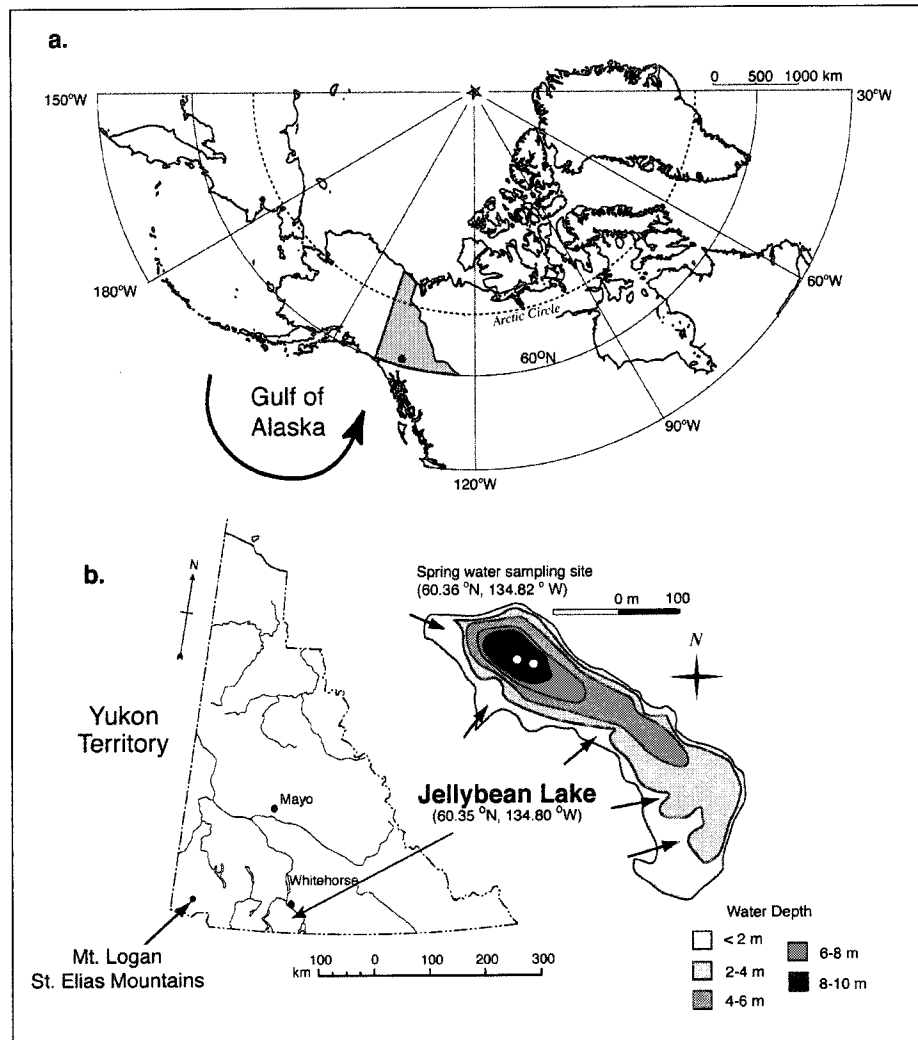 a.
0 500 1000 km
150°W
30°W
180°W
60°W
Arctic Circle
60°N
Gulf of
Alaska
90°W
120°W
b.
N
Spring water sampling site
(60.36 °N, 134.82 ° W)
0 m 100
N
Yukon
Territory
Mayo
Jellybean Lake
(60.35 °N, 134.80 °W)
Whitehorse
Mt. Logan
St. Elias Mountains
100 0 100 200 300
km
Water Depth
< 2 m
2-4 m
4-6 m
6-8 m
8-10 m